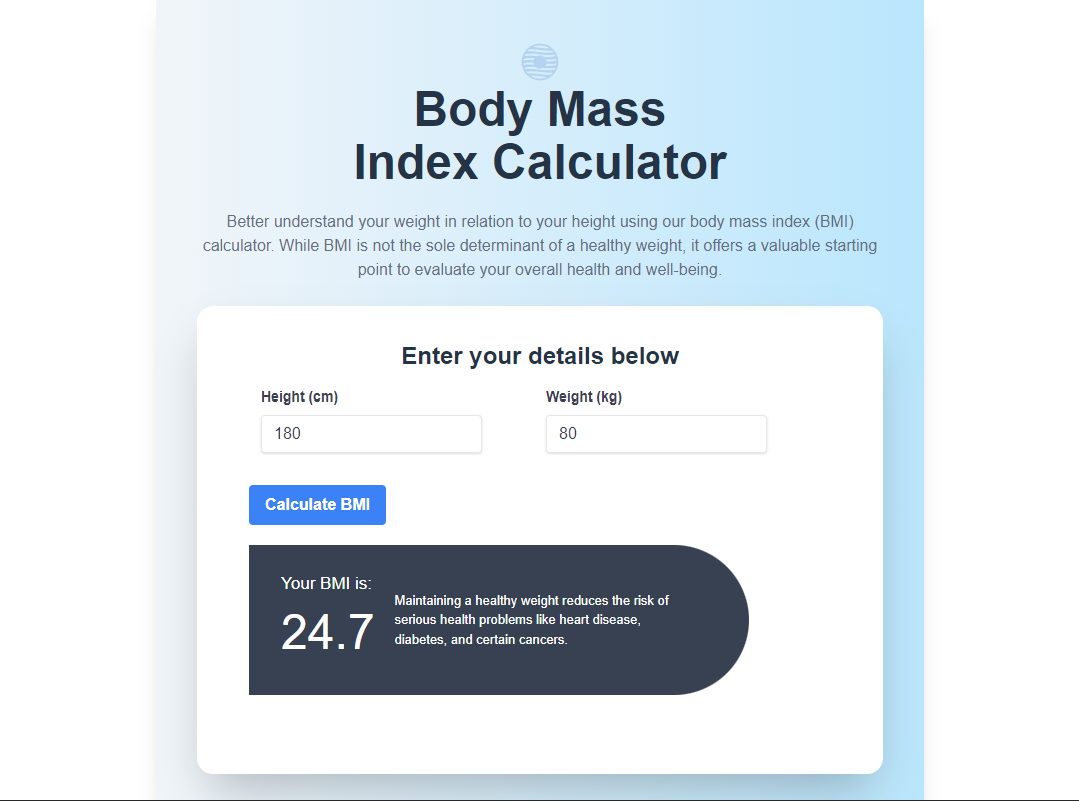 Body Mass
Index Calculator
Better understand your weight in relation to your height using our body mass index (BMI)
calculator. While BMI is not the sole determinant of a healthy weight, it offers a valuable starting
point to evaluate your overall health and well-being.
Enter your details below
Height (cm)
Weight (kg)
180
80
Calculate BMI
Your BMI is:
24.7
Maintaining a healthy weight reduces the risk of
serious health problems like heart disease,
diabetes, and certain cancers.